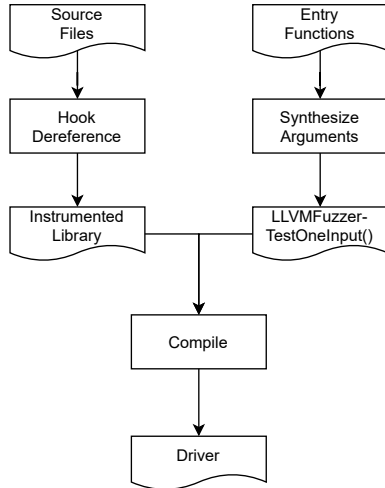 Source
Files
Entry
Functions
Hook
Dereference
Synthesize
Arguments
Instrumented
Library
LLVMFuzzer-
TestOneInput()
Compile
Driver